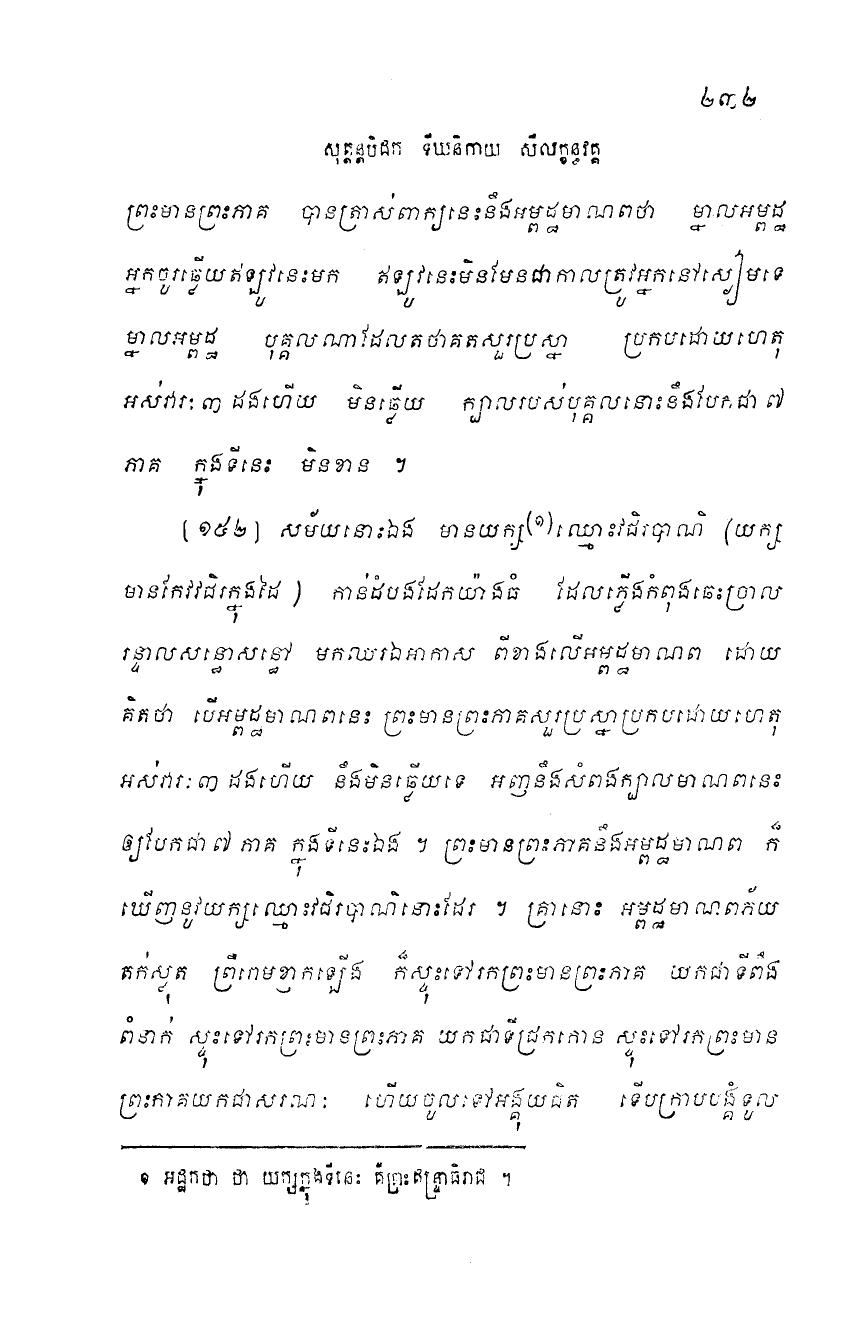 ២៣២
សុត្តន្តបិដក ទីឃនិកាយ សីលក្ខន្ធវគ្គ
ព្រះមានព្រះភាគ បានត្រាស់ពាក្យនេះនឹងអម្ពដ្ឋមាណពថា ម្នាលអម្ពដ្ឋ
អ្នកចូរឆ្លើយឥឡូវនេះមក ឥឡូវនេះមិនមែនជាកាលត្រូវអ្នកនៅស្ងៀមទេ
ម្នាលអម្ពដ្ឋ បុគ្គលណាដែលតថាគតសួរប្រស្នា ប្រកបដោយហេតុ
អស់វារៈ ៣ ដងហើយ មិនឆ្លើយ ក្បាលរបស់បុគ្គលនោះនឹងបែកជា ៧
ភាគ ក្នុងទីនេះ មិនខាន ។
[១៥២] សម័យនោះឯង មានយក្ស(១)ឈ្មោះវជិរបាណិ (យក្ស
មានកែវវជិរក្នុងដៃ) កាន់ដំបងដែកយ៉ាងធំ ដែលភ្លើងកំពុងឆេះច្រាល
រន្ទាលសន្ធោសន្ធៅ មកឈរឯអាកាស ពីខាងលើអម្ពដ្ឋមាណព ដោយ
គិតថា បើអម្ពដ្ឋមាណពនេះ ព្រះមានព្រះភាគសួរប្រស្នាប្រកបដោយហេតុ
អស់វារៈ ៣ ដងហើយ នឹងមិនឆ្លើយទេ អញនឹងសំពងក្បាលមាណពនេះ
ឲ្យបែកជា ៧ ភាគ ក្នុងទីនេះឯង ។ ព្រះមានព្រះភាគនឹងអម្ពដ្ឋមាណព ក៏
ឃើញនូវយក្សឈ្មោះវជិរបាណិនោះដែរ ។ គ្រានោះ អម្ពដ្ឋមាណពភ័យ
តក់ស្លុត ព្រឺរោមខ្ញាកឡើង ក៏ស្ទុះទៅរកព្រះមានព្រះភាគ យកជាទីពឹង
ពំនាក់ ស្ទុះទៅរកព្រះមានព្រះភាគ យកជាទីជ្រកកោន ស្ទុះទៅរកព្រះមាន
ព្រះភាគយកជាសរណៈ ហើយចូលទៅអង្គុយជិត ទើបក្រាបបង្គំទូល
១ អដ្ឋកថា ថា យក្សក្នុងទីនេះ គឺព្រះឥន្ទ្រាធិរាជ ។